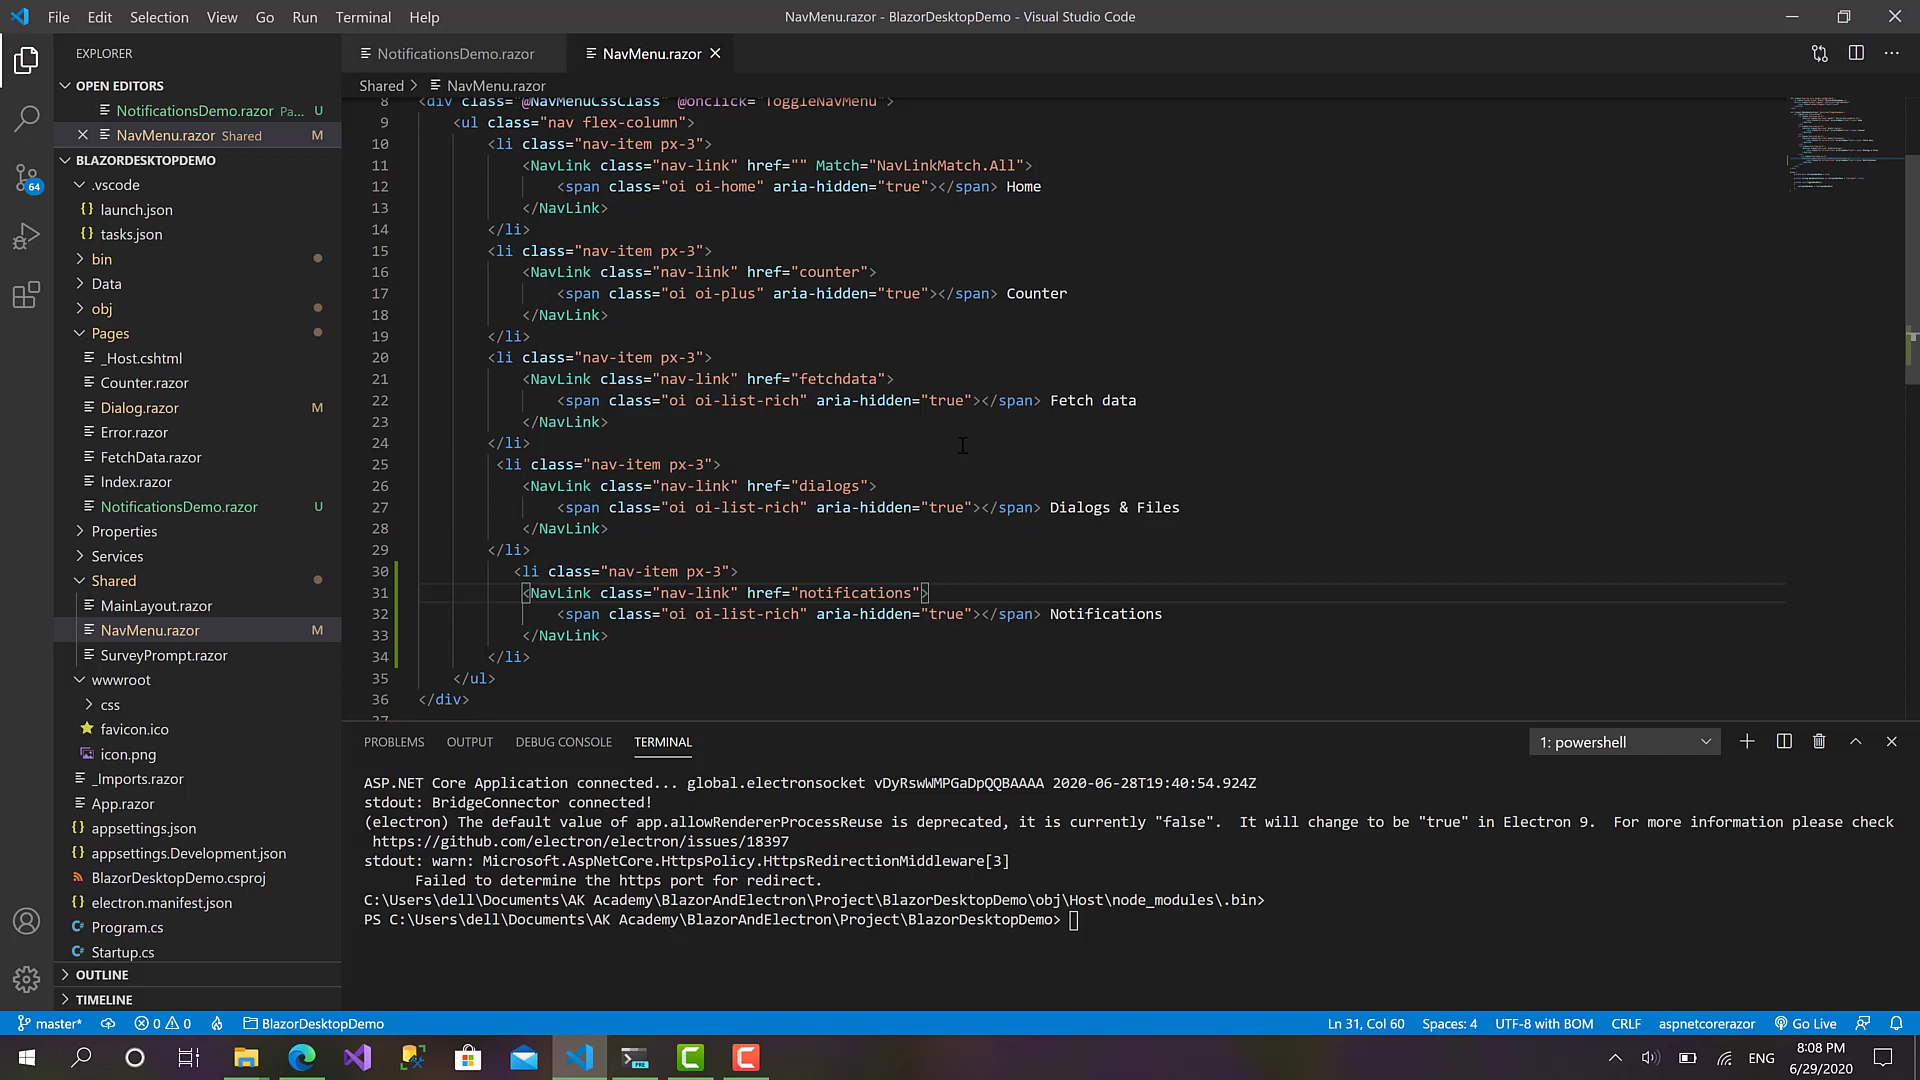 File Edit Selection View Go Run Terminal Help
NavMenu.razor - BlazorDesktopDemo - Visual Studio Code
EXPLORER
OPEN EDITORS
NotificationsDemo.razor Pa... U
NavMenu.razor Shared M
BLAZORDESKTOPDEMO
.vscode
launch.json
tasks.json
bin
Data
obj
Pages
_Host.cshtml
Counter.razor
Dialog.razor M
Error.razor
FetchData.razor
Index.razor
NotificationsDemo.razor U
Properties
Services
Shared
MainLayout.razor
NavMenu.razor M
SurveyPrompt.razor
wwwroot
css
favicon.ico
icon.png
_Imports.razor
App.razor
appsettings.json
appsettings.Development.json
BlazorDesktopDemo.csproj
electron.manifest.json
Program.cs
Startup.cs
OUTLINE
TIMELINE
64
NotificationsDemo.razor NavMenu.razor
Shared > NavMenu.razor
8 <div class="@NavMenuCssClass" @onclick="ToggleNavMenu">
9 <ul class="nav flex-column">
10 <li class="nav-item px-3">
11 <NavLink class="nav-link" href="" Match="NavLinkMatch.All">
12 <span class="oi oi-home" aria-hidden="true"></span> Home
13 </NavLink>
14 </li>
15 <li class="nav-item px-3">
16 <NavLink class="nav-link" href="counter">
17 <span class="oi oi-plus" aria-hidden="true"></span> Counter
18 </NavLink>
19 </li>
20 <li class="nav-item px-3">
21 <NavLink class="nav-link" href="fetchdata">
22 <span class="oi oi-list-rich" aria-hidden="true"></span> Fetch data
23 </NavLink>
24 </li>
25 <li class="nav-item px-3">
26 <NavLink class="nav-link" href="dialogs">
27 <span class="oi oi-list-rich" aria-hidden="true"></span> Dialogs & Files
28 </NavLink>
29 </li>
30 <li class="nav-item px-3">
31 <NavLink class="nav-link" href="notifications">
32 <span class="oi oi-list-rich" aria-hidden="true"></span> Notifications
33 </NavLink>
34 </li>
35 </ul>
36 </div>
37
PROBLEMS OUTPUT DEBUG CONSOLE TERMINAL
1: powershell
ASP.NET Core Application connected... global.electronsocket vDyRswWMPGaDpQQBAAAA 2020-06-28T19:40:54.924Z
stdout: BridgeConnector connected!
(electron) The default value of app.allowRendererProcessReuse is deprecated, it is currently "false".  It will change to be "true" in Electron 9.  For more information please check
https://github.com/electron/electron/issues/18397
stdout: warn: Microsoft.AspNetCore.HttpsPolicy.HttpsRedirectionMiddleware[3]
Failed to determine the https port for redirect.
C:\Users\dell\Documents\AK Academy\BlazorAndElectron\Project\BlazorDesktopDemo\obj\Host\node_modules\.bin>
PS C:\Users\dell\Documents\AK Academy\BlazorAndElectron\Project\BlazorDesktopDemo>
master* 0 0 BlazorDesktopDemo
Ln 31, Col 60 Spaces: 4 UTF-8 with BOM CRLF aspnetcorerazor Go Live
ENG
8:08 PM
6/29/2020